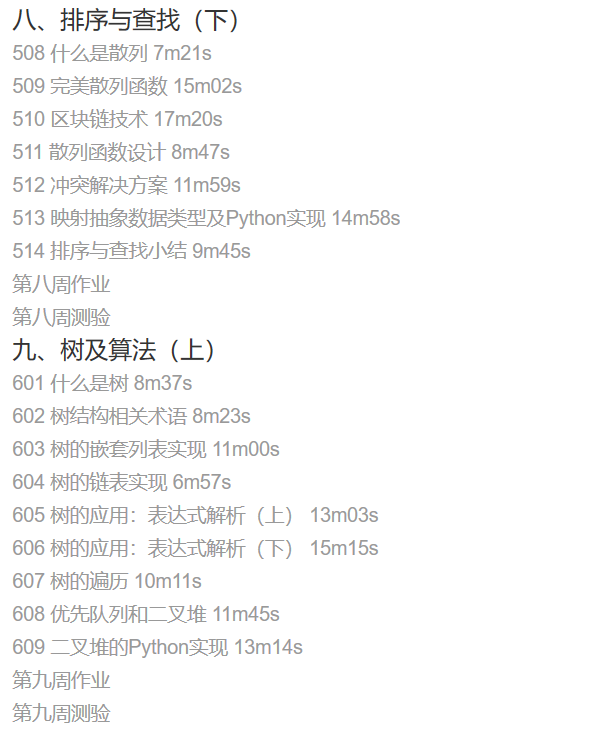 八、排序与查找（下）
508 什么是散列 7m21s
509 完美散列函数 15m02s
510 区块链技术 17m20s
511 散列函数设计 8m47s
512 冲突解决方案 11m59s
513 映射抽象数据类型及Python实现 14m58s
514 排序与查找小结 9m45s
第八周作业
第八周测验
九、树及算法（上）
601 什么是树 8m37s
602 树结构相关术语 8m23s
603 树的嵌套列表实现 11m00s
604 树的链表实现 6m57s
605 树的应用：表达式解析（上） 13m03s
606 树的应用：表达式解析（下） 15m15s
607 树的遍历 10m11s
608 优先队列和二叉堆 11m45s
609 二叉堆的Python实现 13m14s
第九周作业
第九周测验